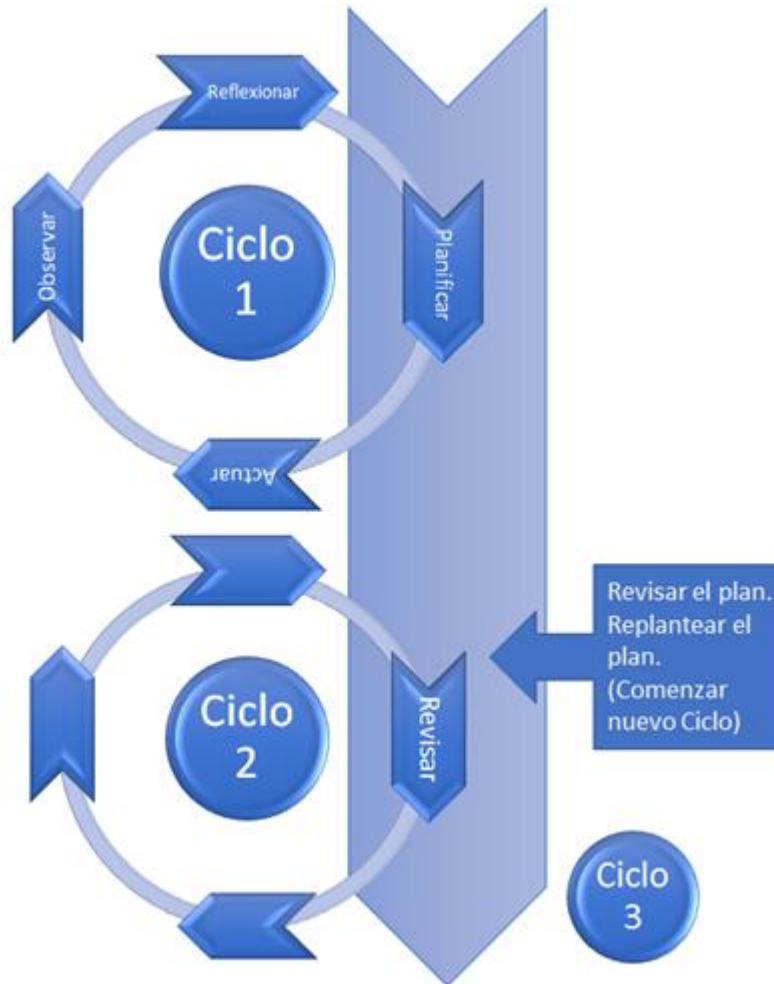 Reflexionar
Planificar
Actuar
Observar
Ciclo
1
Revisar
Ciclo
2
Revisar el plan.
Replantear el
plan.
(Comenzar
nuevo Ciclo)
Ciclo
3